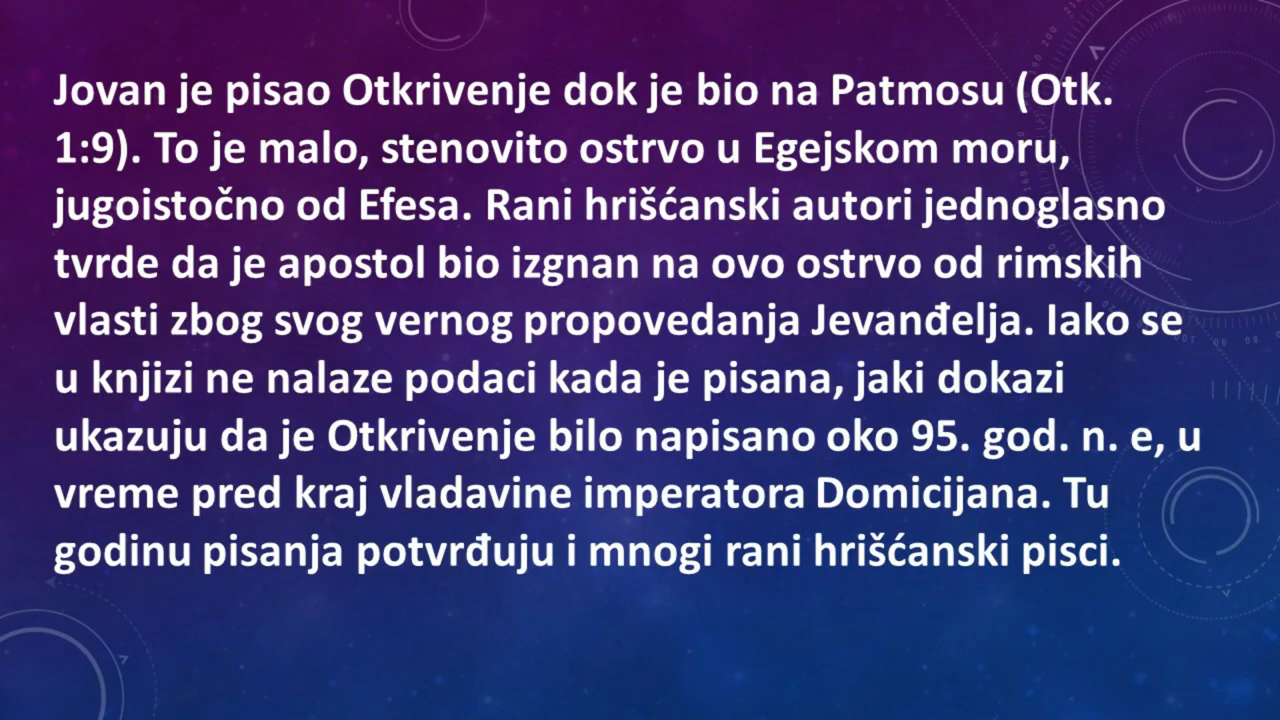 Jovan je pisao Otkrivenje dok je bio na Patmosu (Otk.
1:9). To je malo, stenovito ostrvo u Egejskom moru,
jugoistočno od Efesa. Rani hrišćanski autori jednoglasno
tvrde da je apostol bio izgnan na ovo ostrvo od rimskih
vlasti zbog svog vernog propovedanja Jevanđelja. Iako se
u knjizi ne nalaze podaci kada je pisana, jaki dokazi
ukazuju da je Otkrivenje bilo napisano oko 95. god. n. e, u
vreme pred kraj vladavine imperatora Domicijana. Tu
godinu pisanja potvrđuju i mnogi rani hrišćanski pisci.